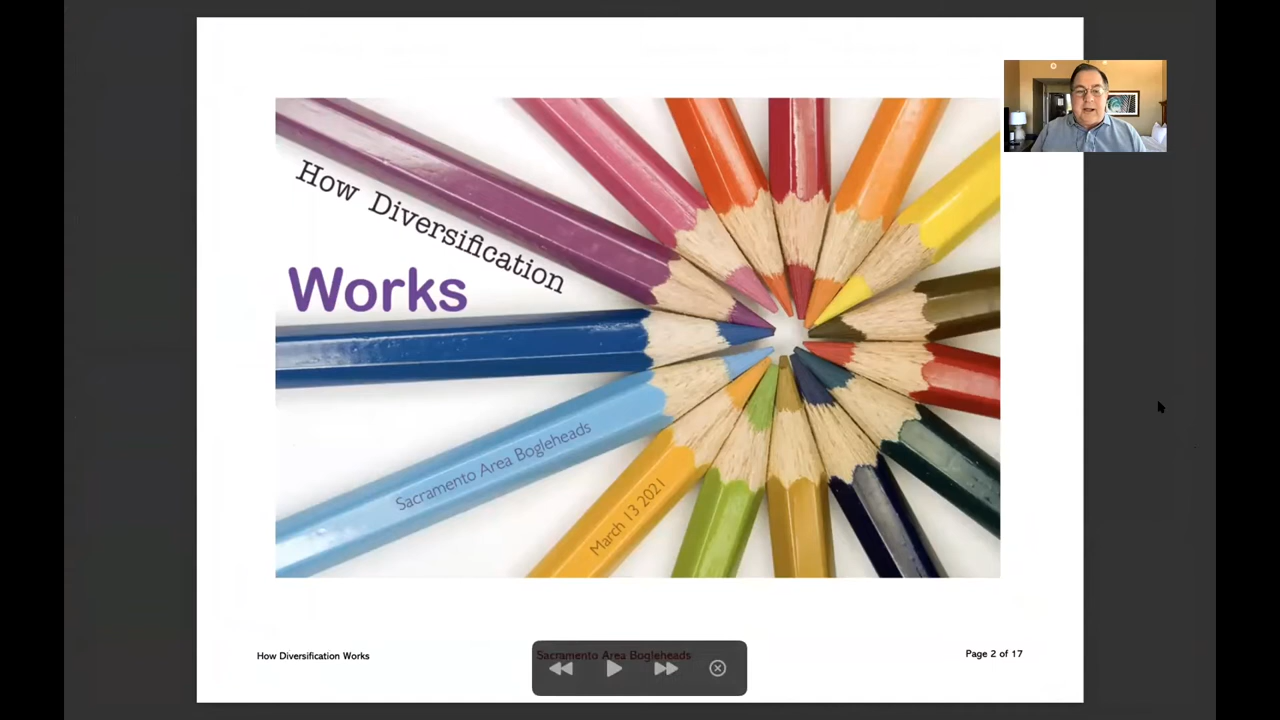 How Diversification
Works
Sacramento Area Bogleheads
March 13 2021
How Diversification Works
Sacramento Area Bogleheads
Page 2 of 17